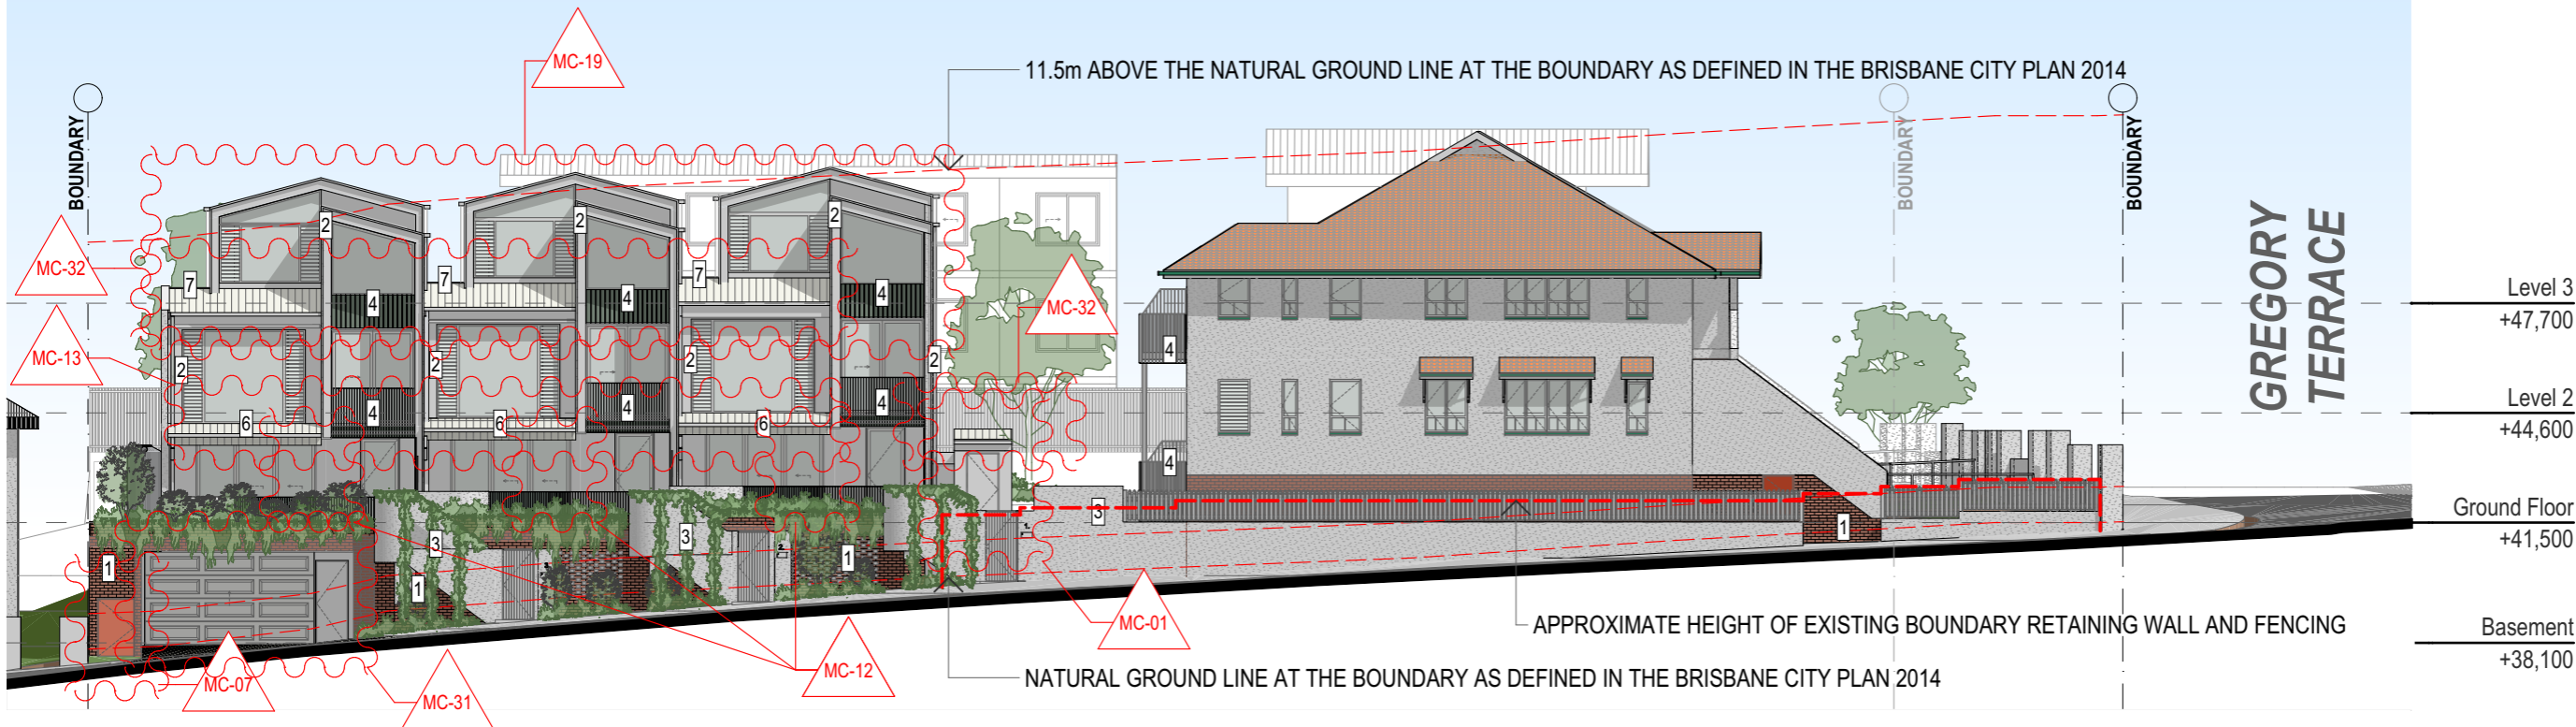 MC-19
11.5m ABOVE THE NATURAL GROUND LINE AT THE BOUNDARY AS DEFINED IN THE BRISBANE CITY PLAN 2014
BOUNDARY
BOUNDARY
BOUNDARY
GREGORY
TERRACE
2
2
2
MC-32
7
7
7
4
4
4
MC-32
Level 3
+47,700
MC-13
2
2
2
2
4
4
4
4
6
6
6
Level 2
+44,600
4
3
3
3
1
1
1
1
2.
1.
Ground Floor
+41,500
MC-01
APPROXIMATE HEIGHT OF EXISTING BOUNDARY RETAINING WALL AND FENCING
Basement
+38,100
MC-12
MC-07
NATURAL GROUND LINE AT THE BOUNDARY AS DEFINED IN THE BRISBANE CITY PLAN 2014
MC-31